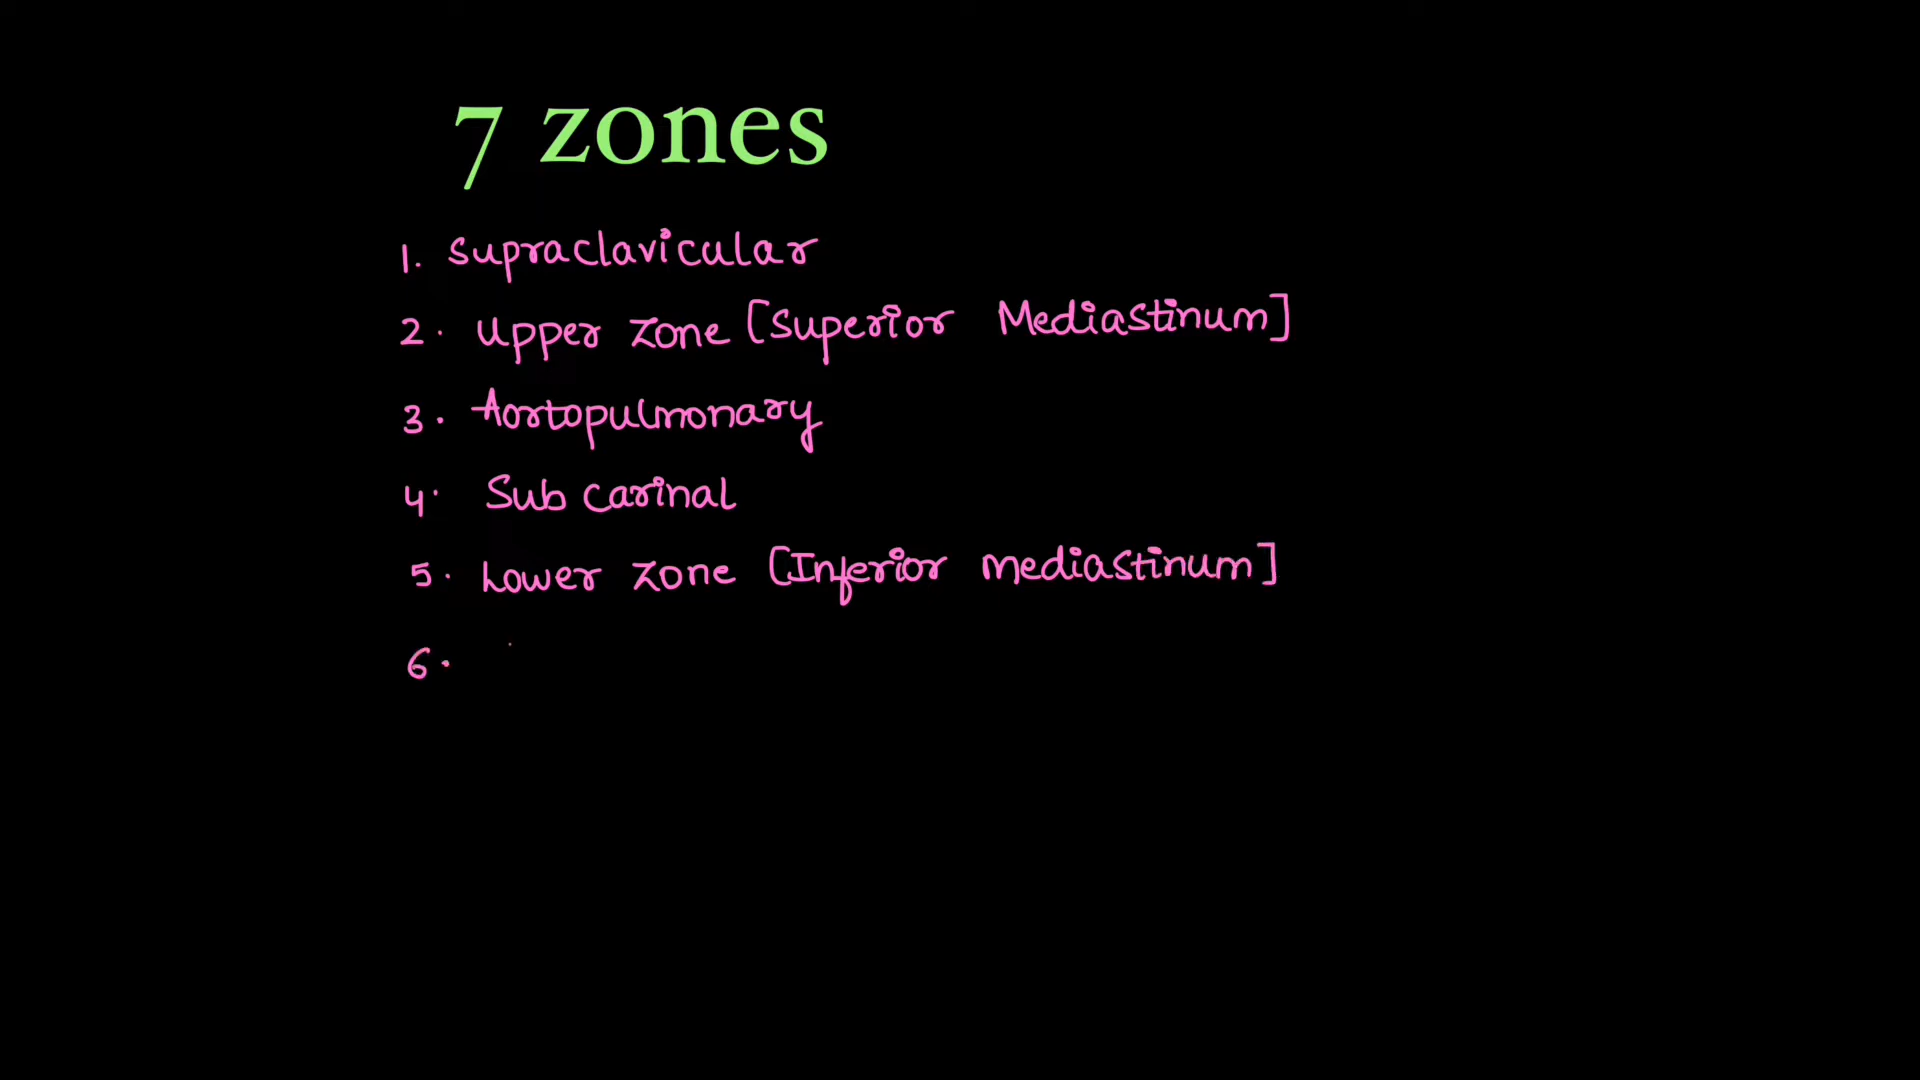 7 zones
1. Supraclavicular
2. Upper zone [Superior Mediastinum]
3. Aortopulmonary
4. Sub carinal
5. Lower zone [Inferior mediastinum]
6.